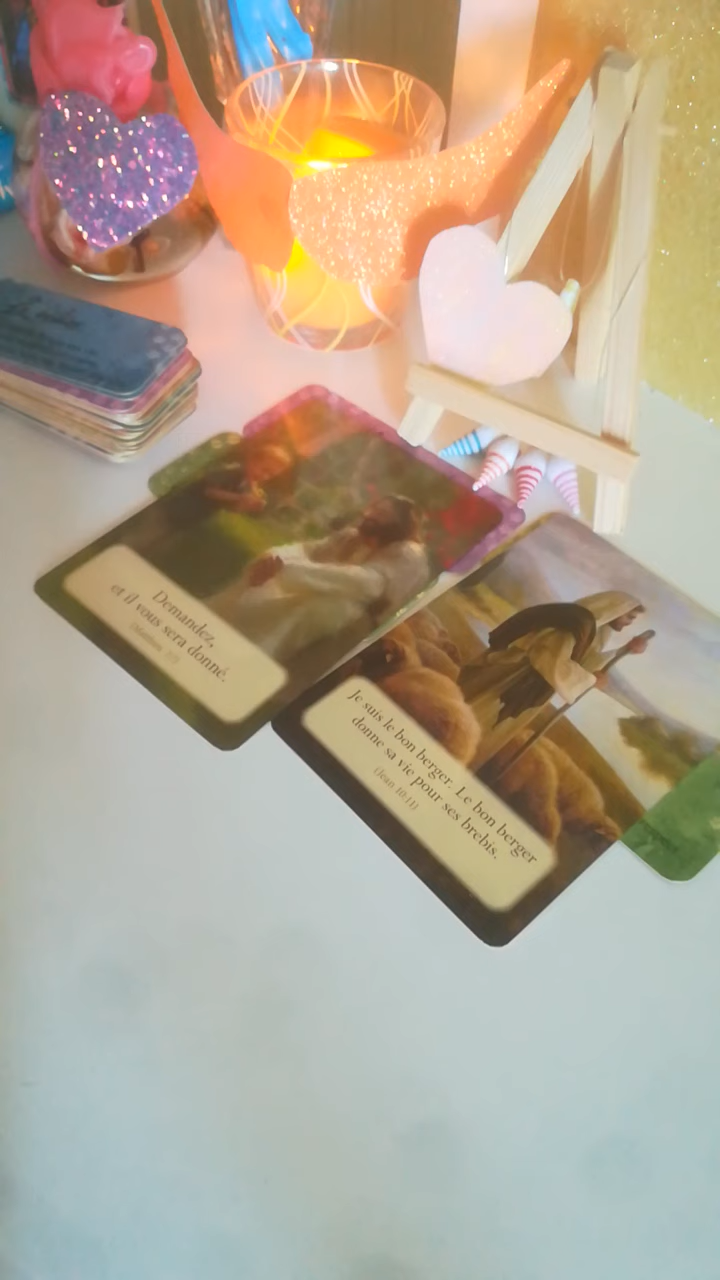 Demandez,
et il vous sera donné.
Je suis le bon berger. Le bon berger
donne sa vie pour ses brebis.
(Jean 10:11)